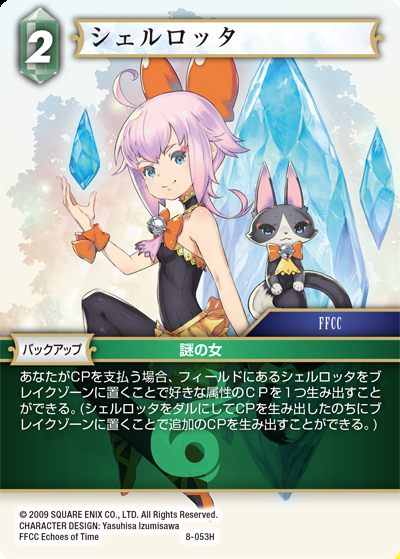 2
シェルロッタ
FFCC
バックアップ
謎の女
あなたがCPを支払う場合、フィールドにあるシェルロッタをブ
レイクゾーンに置くことで好きな属性のCPを1つ生み出すこと
ができる。(シェルロッタをダルにしてCPを生み出したのちにブ
レイクゾーンに置くことで追加のCPを生み出すことができる。)
© 2009 SQUARE ENIX CO., LTD. All Rights Reserved.
CHARACTER DESIGN: Yasuhisa Izumisawa
FFCC Echoes of Time
8-053H